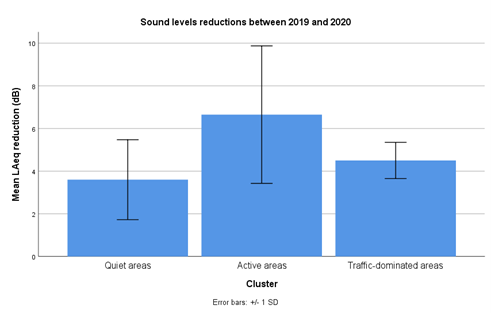 Sound levels reductions between 2019 and 2020
Mean LAeq reduction (dB)
10
8
6
4
2
0
Quiet areas Active areas Traffic-dominated areas
Cluster
Error bars: +/- 1 SD